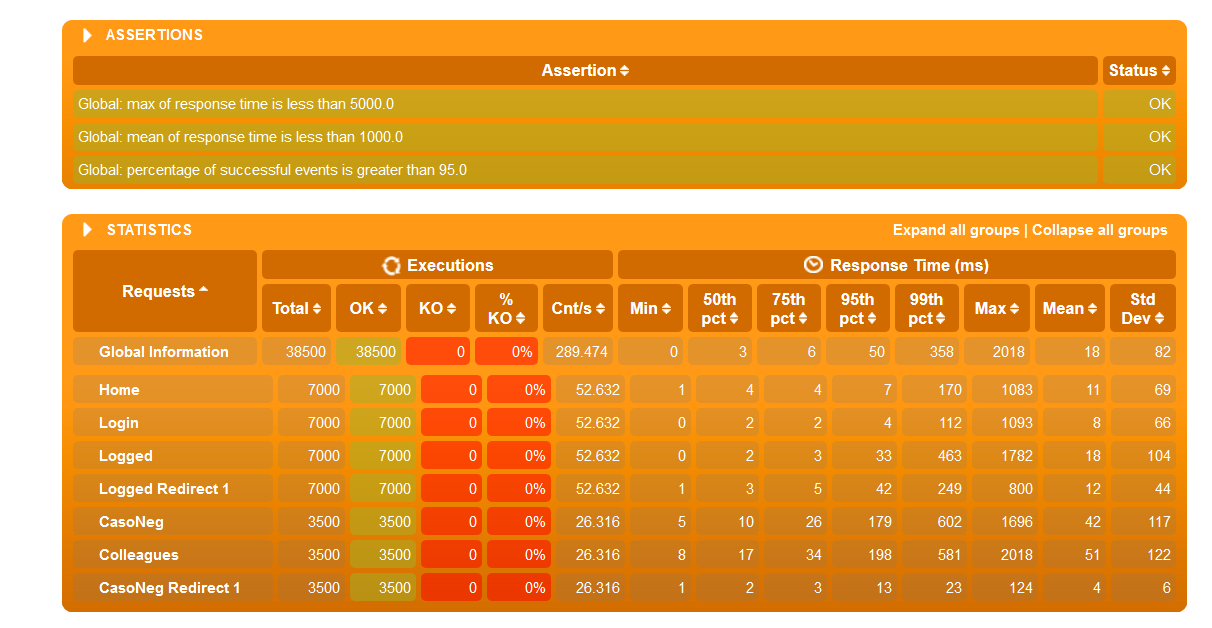 ASSERTIONS
Assertion Status
Global: max of response time is less than 5000.0 OK
Global: mean of response time is less than 1000.0 OK
Global: percentage of successful events is greater than 95.0 OK
STATISTICS Expand all groups | Collapse all groups
Requests Executions Response Time (ms)
Total OK KO % KO Cnt/s Min 50th pct 75th pct 95th pct 99th pct Max Mean Std Dev
Global Information 38500 38500 0 0% 289.474 0 3 6 50 358 2018 18 82
Home 7000 7000 0 0% 52.632 1 4 4 7 170 1083 11 69
Login 7000 7000 0 0% 52.632 0 2 2 4 112 1093 8 66
Logged 7000 7000 0 0% 52.632 0 2 3 33 463 1782 18 104
Logged Redirect 1 7000 7000 0 0% 52.632 1 3 5 42 249 800 12 44
CasoNeg 3500 3500 0 0% 26.316 5 10 26 179 602 1696 42 117
Colleagues 3500 3500 0 0% 26.316 8 17 34 198 581 2018 51 122
CasoNeg Redirect 1 3500 3500 0 0% 26.316 1 2 3 13 23 124 4 6